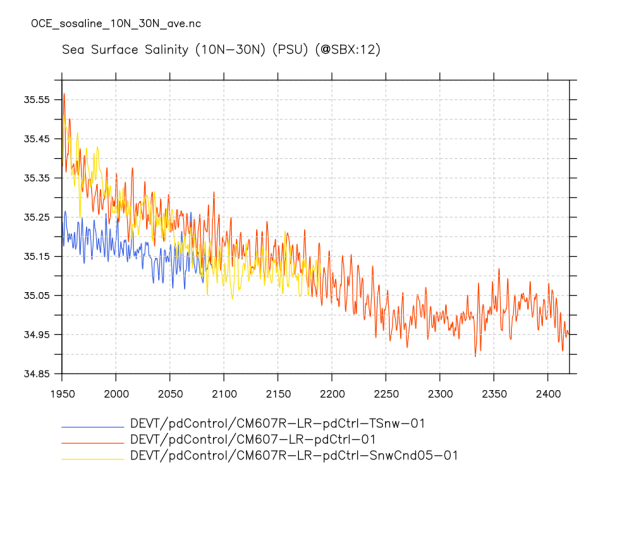 OCE_sosaline_10N_30N_ave.nc
Sea Surface Salinity (10N-30N) (PSU) (@SBX:12)
35.55
35.45
35.35
35.25
35.15
35.05
34.95
34.85
1950 2000 2050 2100 2150 2200 2250 2300 2350 2400
DEVT/pdControl/CM607R-LR-pdCtrl-TSnw-01
DEVT/pdControl/CM607-LR-pdCtrl-01
DEVT/pdControl/CM607R-LR-pdCtrl-SnwCnd05-01